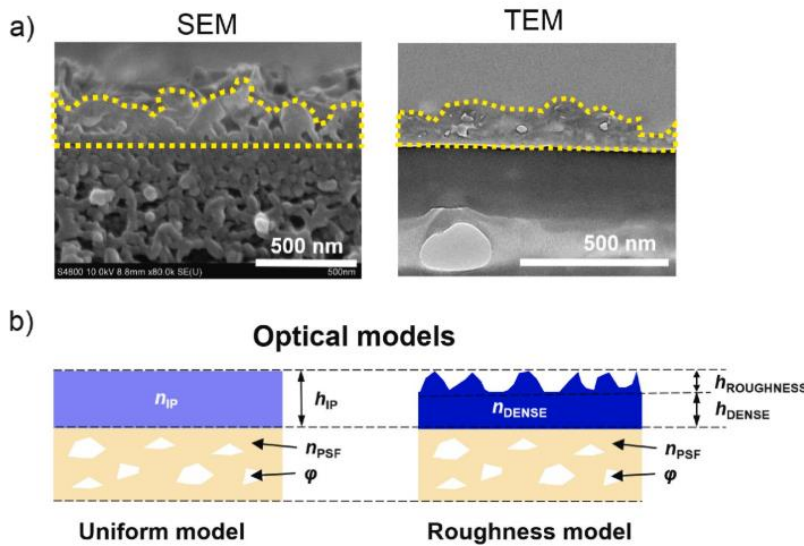 a)
SEM
TEM
500 nm
S4800 10.0kV 8.8mm x80.0k SE(U)
500nm
500 nm
b)
Optical models
nIP
hIP
nPSF
φ
Uniform model
nDENSE
hROUGHNESS
hDENSE
nPSF
φ
Roughness model